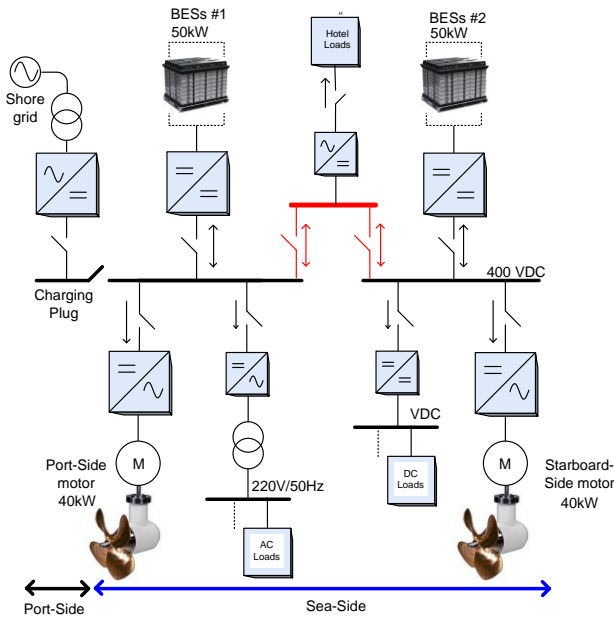 BESs #1
50kW
H
Hotel
Loads
BESs #2
50kW
Shore
grid
400 VDC
Charging
Plug
VDC
M
Port-Side
motor
40kW
220V/50Hz
DC
Loads
M
Starboard-
Side motor
40kW
AC
Loads
Port-Side
Sea-Side